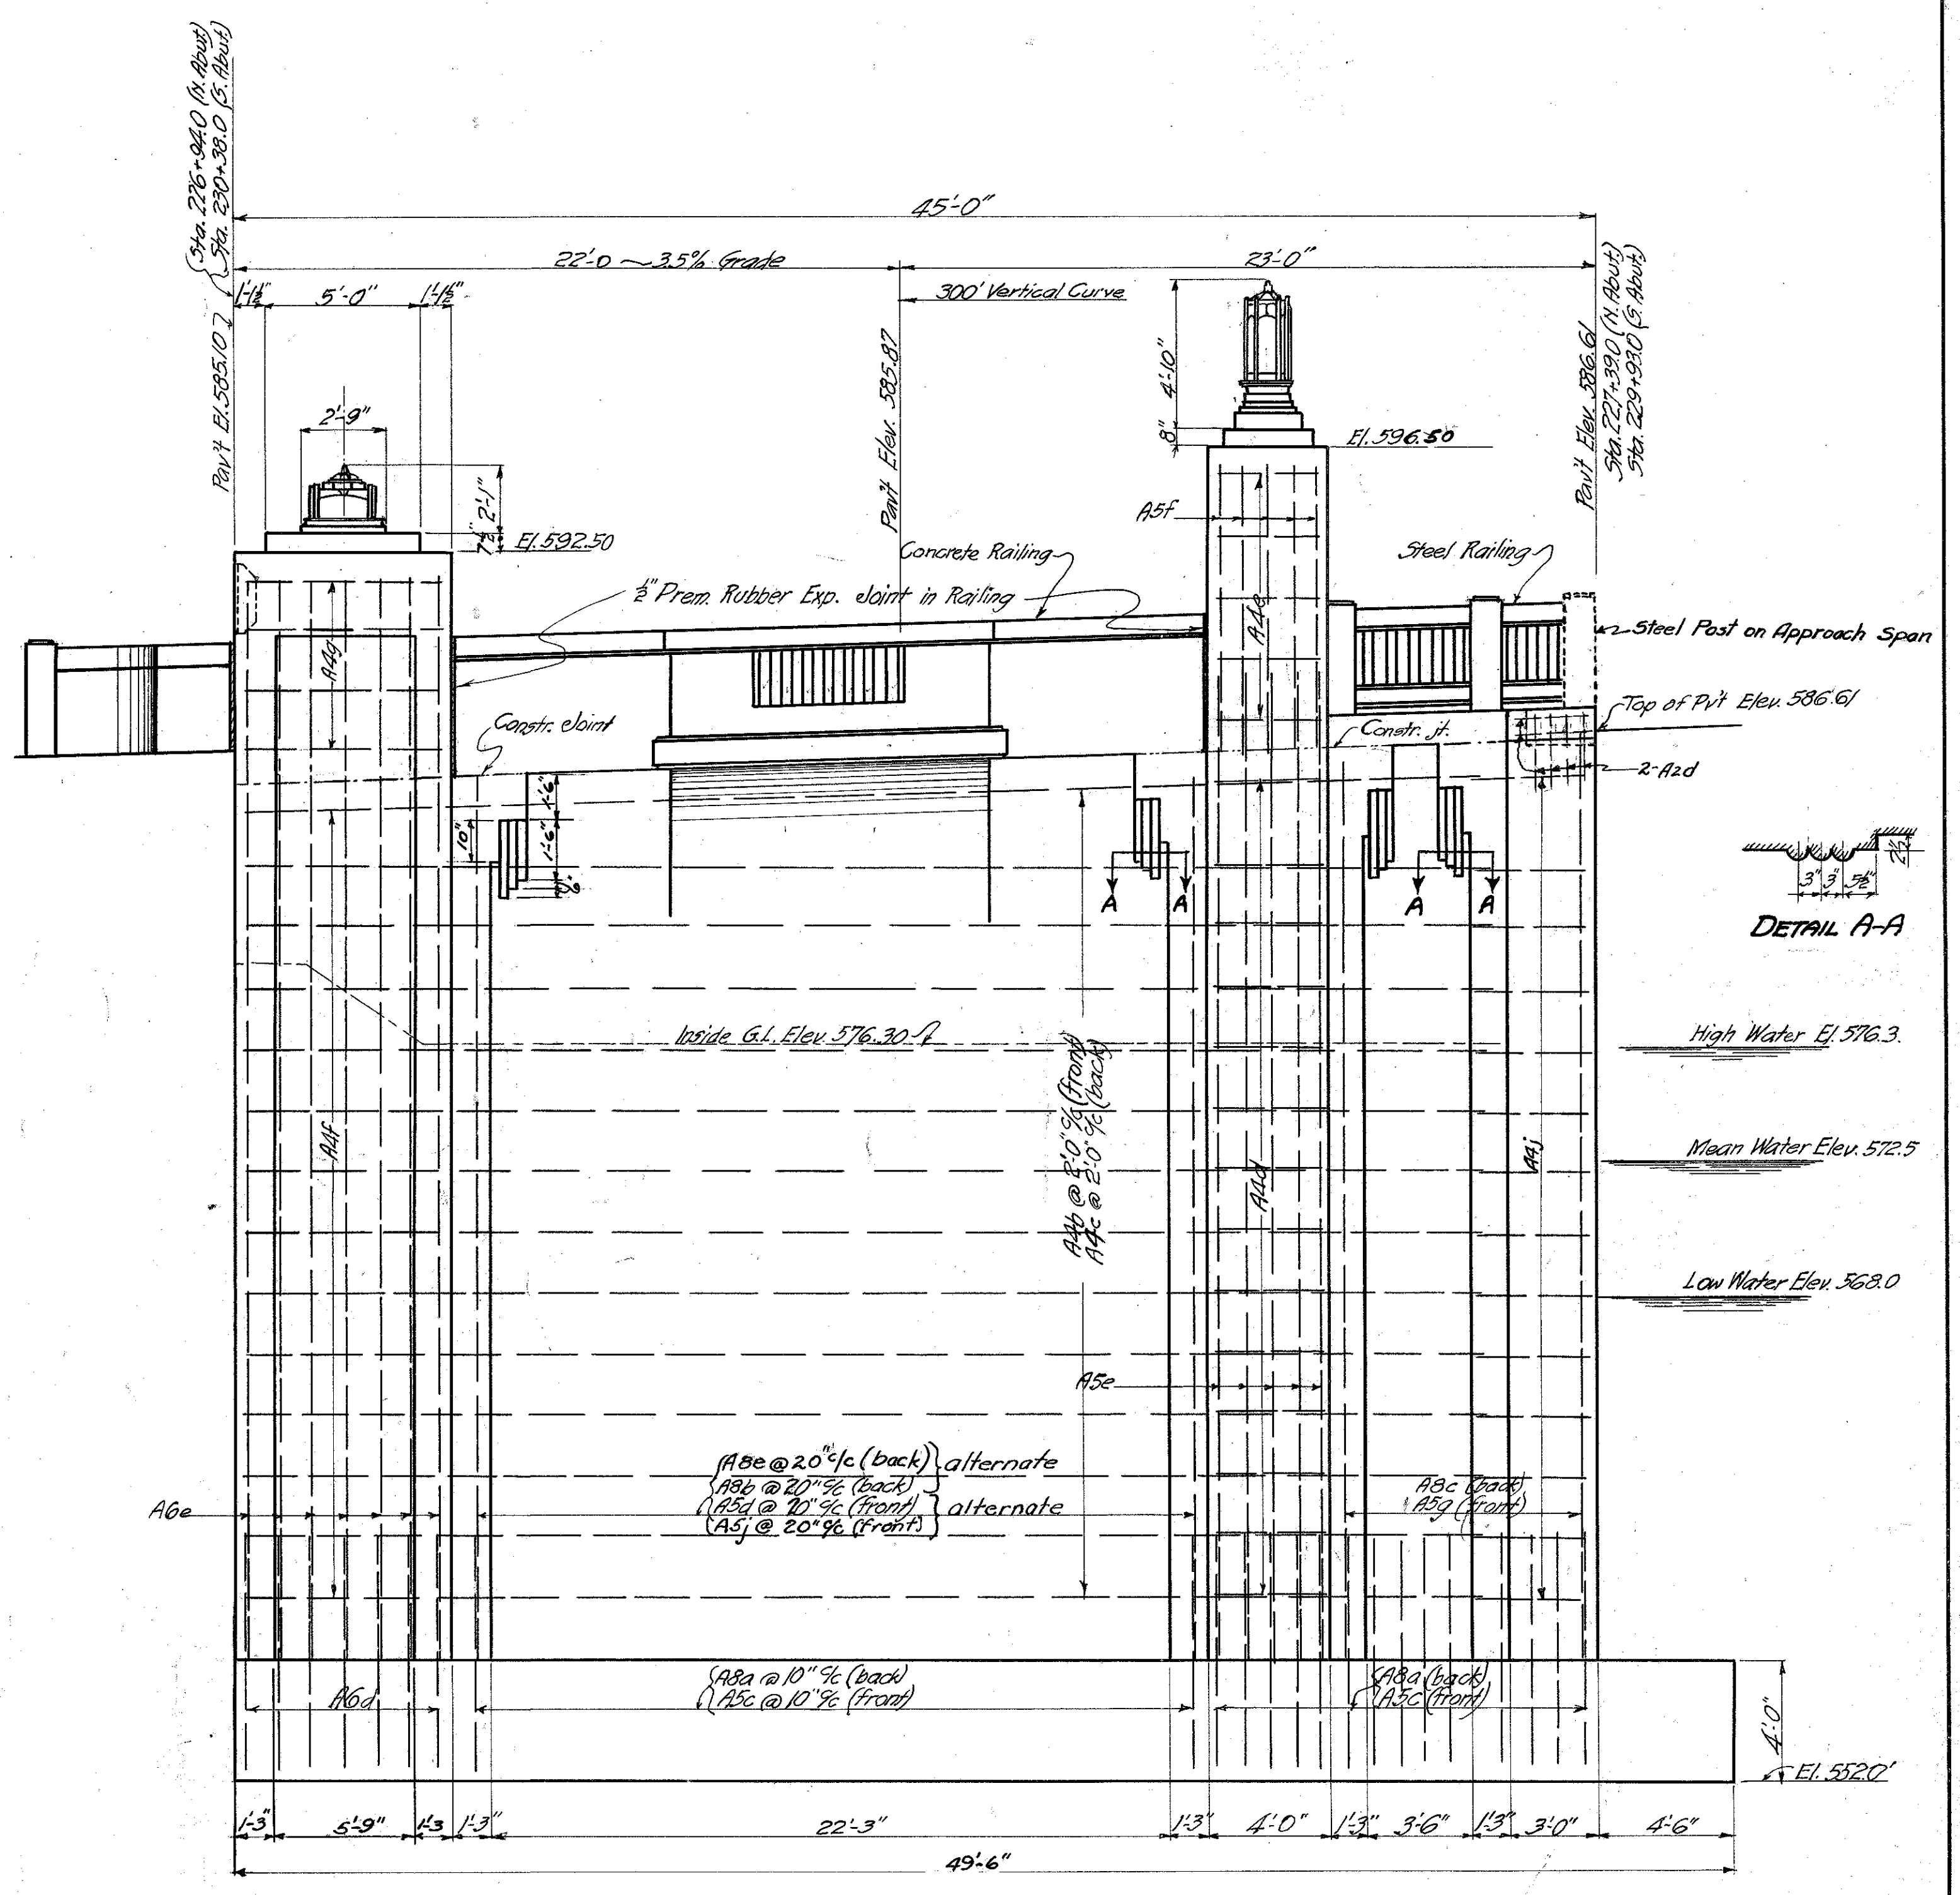 (Sta. 226+94.0 (N. Abut.)
(Sta. 230+38.0 (S. Abut.)
Pav't El. 585.10
45'-0"
22'-0 ~ 3.5% Grade
23'-0"
300' Vertical Curve
1'-1½"
5'-0"
1'-1½"
Pav't Elev. 585.87
Pav't Elev. 586.61
Sta. 227+39.0 (N. Abut.)
Sta. 229+93.0 (S. Abut.)
4'-10"
8"
El. 596.50
2'-9"
2'-1"
7½"
El. 592.50
A5f
Concrete Railing
Steel Railing
½" Prem. Rubber Exp. Joint in Railing
A4e
A4g
Steel Post on Approach Span
Constr. Joint
Constr. jt.
Top of Pv't Elev. 586.61
2-A2d
1'-6"
10"
1'-6"
6"
A A
A A
2½"
3" 3" 5½"
DETAIL A-A
Inside G.L. Elev. 576.30
High Water El. 576.3.
A4b @ 2'-0" c/c (front)
A4c @ 2'-0" c/c (back)
A4f
A4d
A4j
Mean Water Elev. 572.5
Low Water Elev. 568.0
A5e
A8e @ 20" c/c (back)
A8b @ 20" c/c (back)
alternate
A5d @ 20" c/c (front)
A5j @ 20" c/c (front)
alternate
A8c (back)
A5g (front)
A6e
A8a @ 10" c/c (back)
A5c @ 10" c/c (front)
A8a (back)
A5c (front)
A6d
4'-0"
El. 552.0'
1'-3"
5'-9"
1'-3
1'-3"
22'-3"
1'-3"
4'-0"
1'-3"
3'-6"
1'-3"
3'-0"
4'-6"
49'-6"